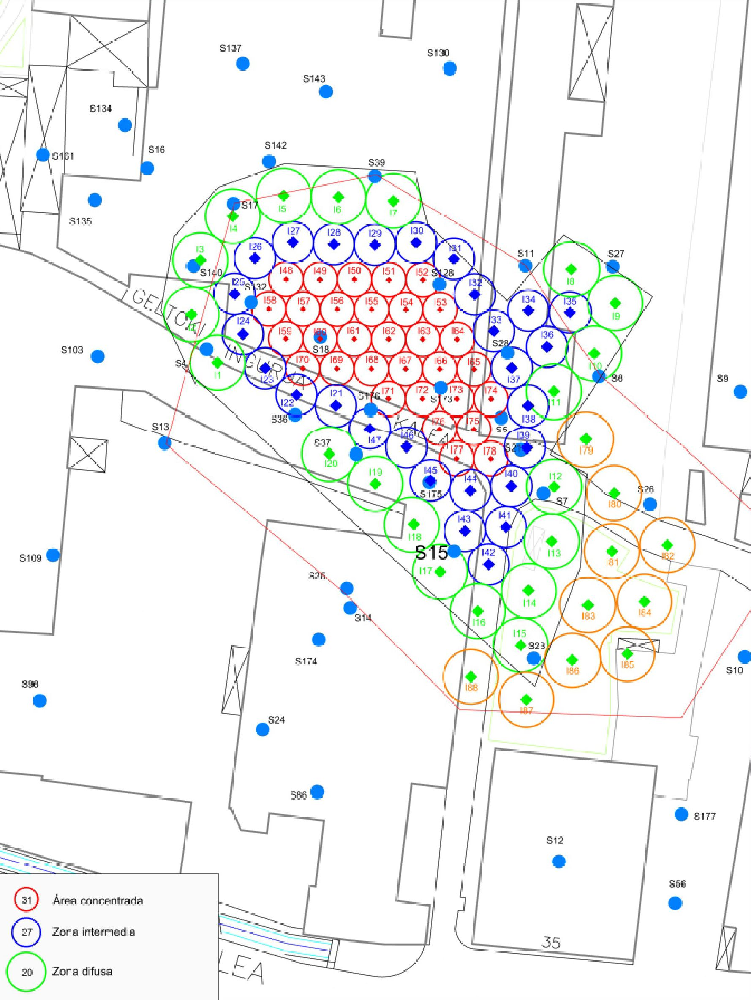 S137
S130
S143
S134
S142
S16
S161
S39
S17
I5
I6
I7
S135
I4
I27
I28
I29
I30
I26
I31
I3
S11
S27
S140
I48
I49
I50
I51
I52
S128
I8
I25
S132
I32
GELTOKI
I58
I57
I56
I55
I54
I53
I34
I35
I9
I2
I24
I33
I59
I60
I61
I62
I63
I64
I36
S28
S103
S18
INGURUA
S4
I1
I70
I69
I68
I67
I66
I65
I10
I23
I37
S6
S9
I71
I72
I73
I74
I22
I21
S176
S173
I11
S36
I38
KALEA
I76
I75
S5
S13
I47
I46
I39
S37
I77
I78
S21
I79
I20
I19
I45
I44
I40
I12
S26
S175
S7
I80
I43
I41
I18
I13
S15
I42
I81
I82
S109
I17
S25
I14
S14
I16
I83
I84
I15
S23
S174
I86
I85
S10
S96
I88
I87
S24
S86
S177
S12
S56
31 Área concentrada
27 Zona intermedia
20 Zona difusa
35
LEA